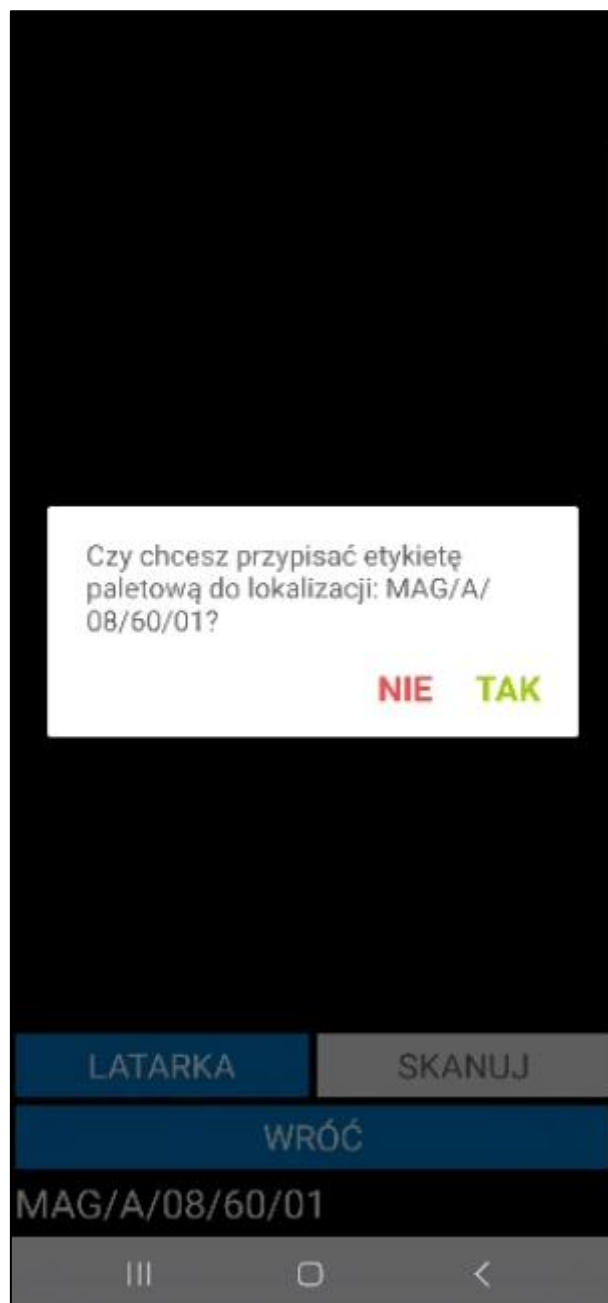 Czy chcesz przypisać etykietę
paletową do lokalizacji: MAG/A/
08/60/01?
NIE TAK
LATARKA SKANUJ
WRÓĆ
MAG/A/08/60/01